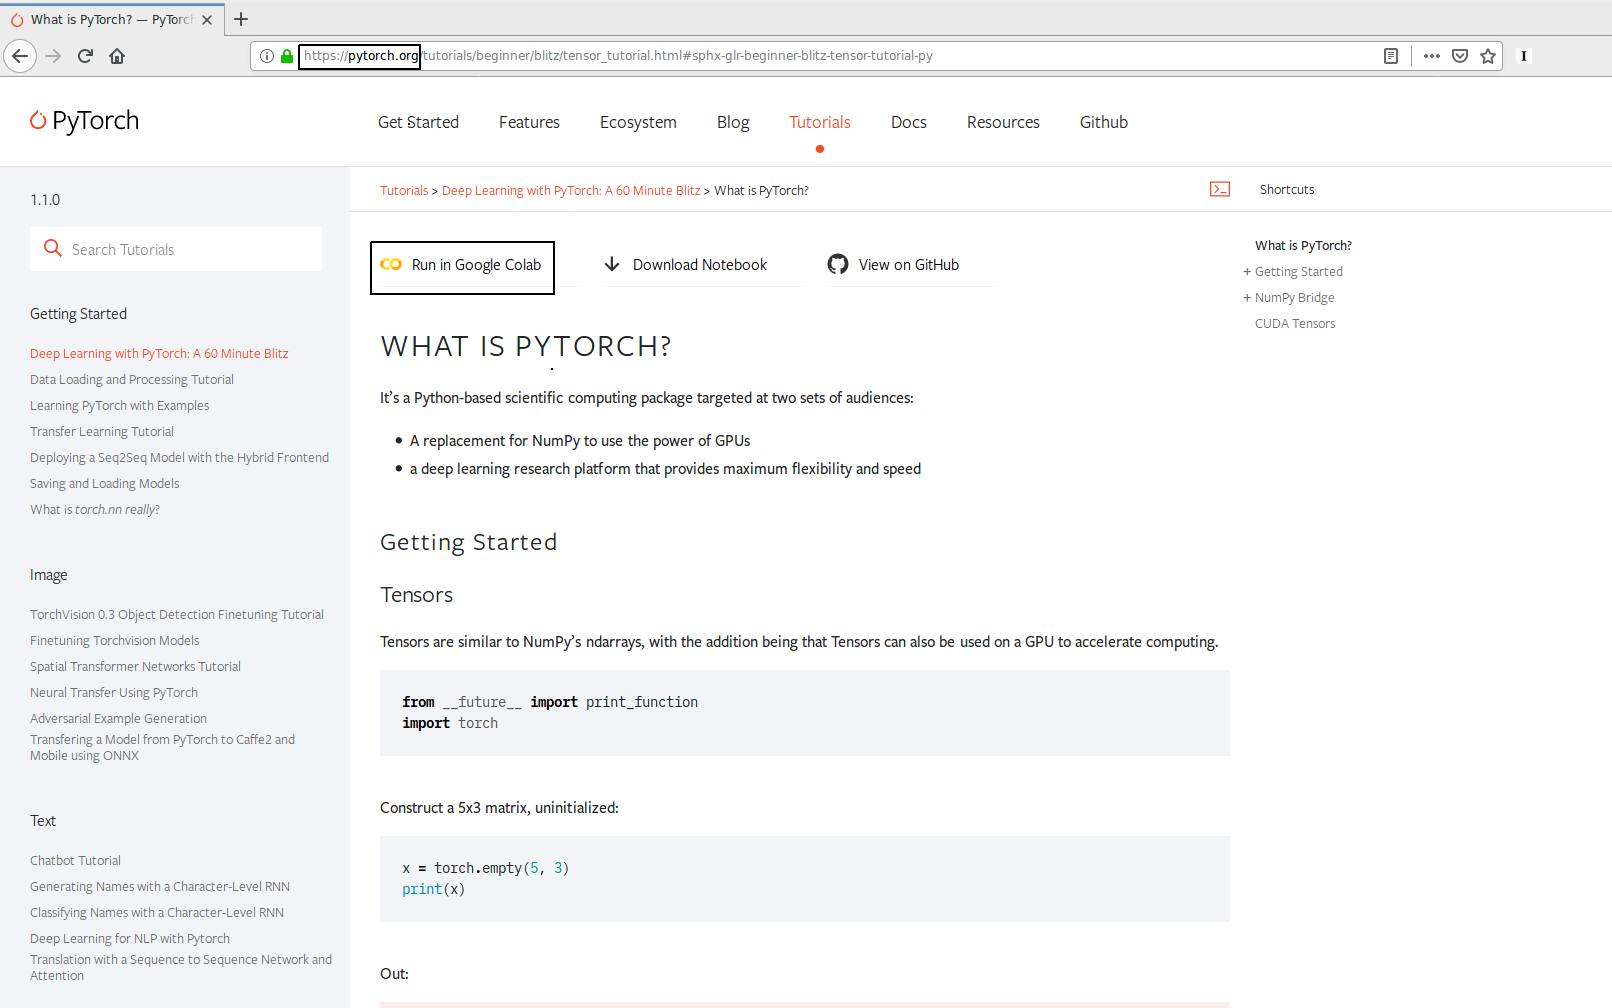 What is PyTorch? — PyTorch
https://pytorch.org/tutorials/beginner/blitz/tensor_tutorial.html#sphx-glr-beginner-blitz-tensor-tutorial-py
I
PyTorch
Get Started
Features
Ecosystem
Blog
Tutorials
Docs
Resources
Github
1.1.0
Search Tutorials
Getting Started
Deep Learning with PyTorch: A 60 Minute Blitz
Data Loading and Processing Tutorial
Learning PyTorch with Examples
Transfer Learning Tutorial
Deploying a Seq2Seq Model with the Hybrid Frontend
Saving and Loading Models
What is torch.nn really?
Image
TorchVision 0.3 Object Detection Finetuning Tutorial
Finetuning Torchvision Models
Spatial Transformer Networks Tutorial
Neural Transfer Using PyTorch
Adversarial Example Generation
Transfering a Model from PyTorch to Caffe2 and
Mobile using ONNX
Text
Chatbot Tutorial
Generating Names with a Character-Level RNN
Classifying Names with a Character-Level RNN
Deep Learning for NLP with Pytorch
Translation with a Sequence to Sequence Network and
Attention
Tutorials > Deep Learning with PyTorch: A 60 Minute Blitz > What is PyTorch?
Shortcuts
Run in Google Colab
Download Notebook
View on GitHub
WHAT IS PYTORCH?
It's a Python-based scientific computing package targeted at two sets of audiences:
• A replacement for NumPy to use the power of GPUs
• a deep learning research platform that provides maximum flexibility and speed
Getting Started
Tensors
Tensors are similar to NumPy's ndarrays, with the addition being that Tensors can also be used on a GPU to accelerate computing.
from __future__ import print_function
import torch
Construct a 5x3 matrix, uninitialized:
x = torch.empty(5, 3)
print(x)
Out:
What is PyTorch?
+ Getting Started
+ NumPy Bridge
CUDA Tensors